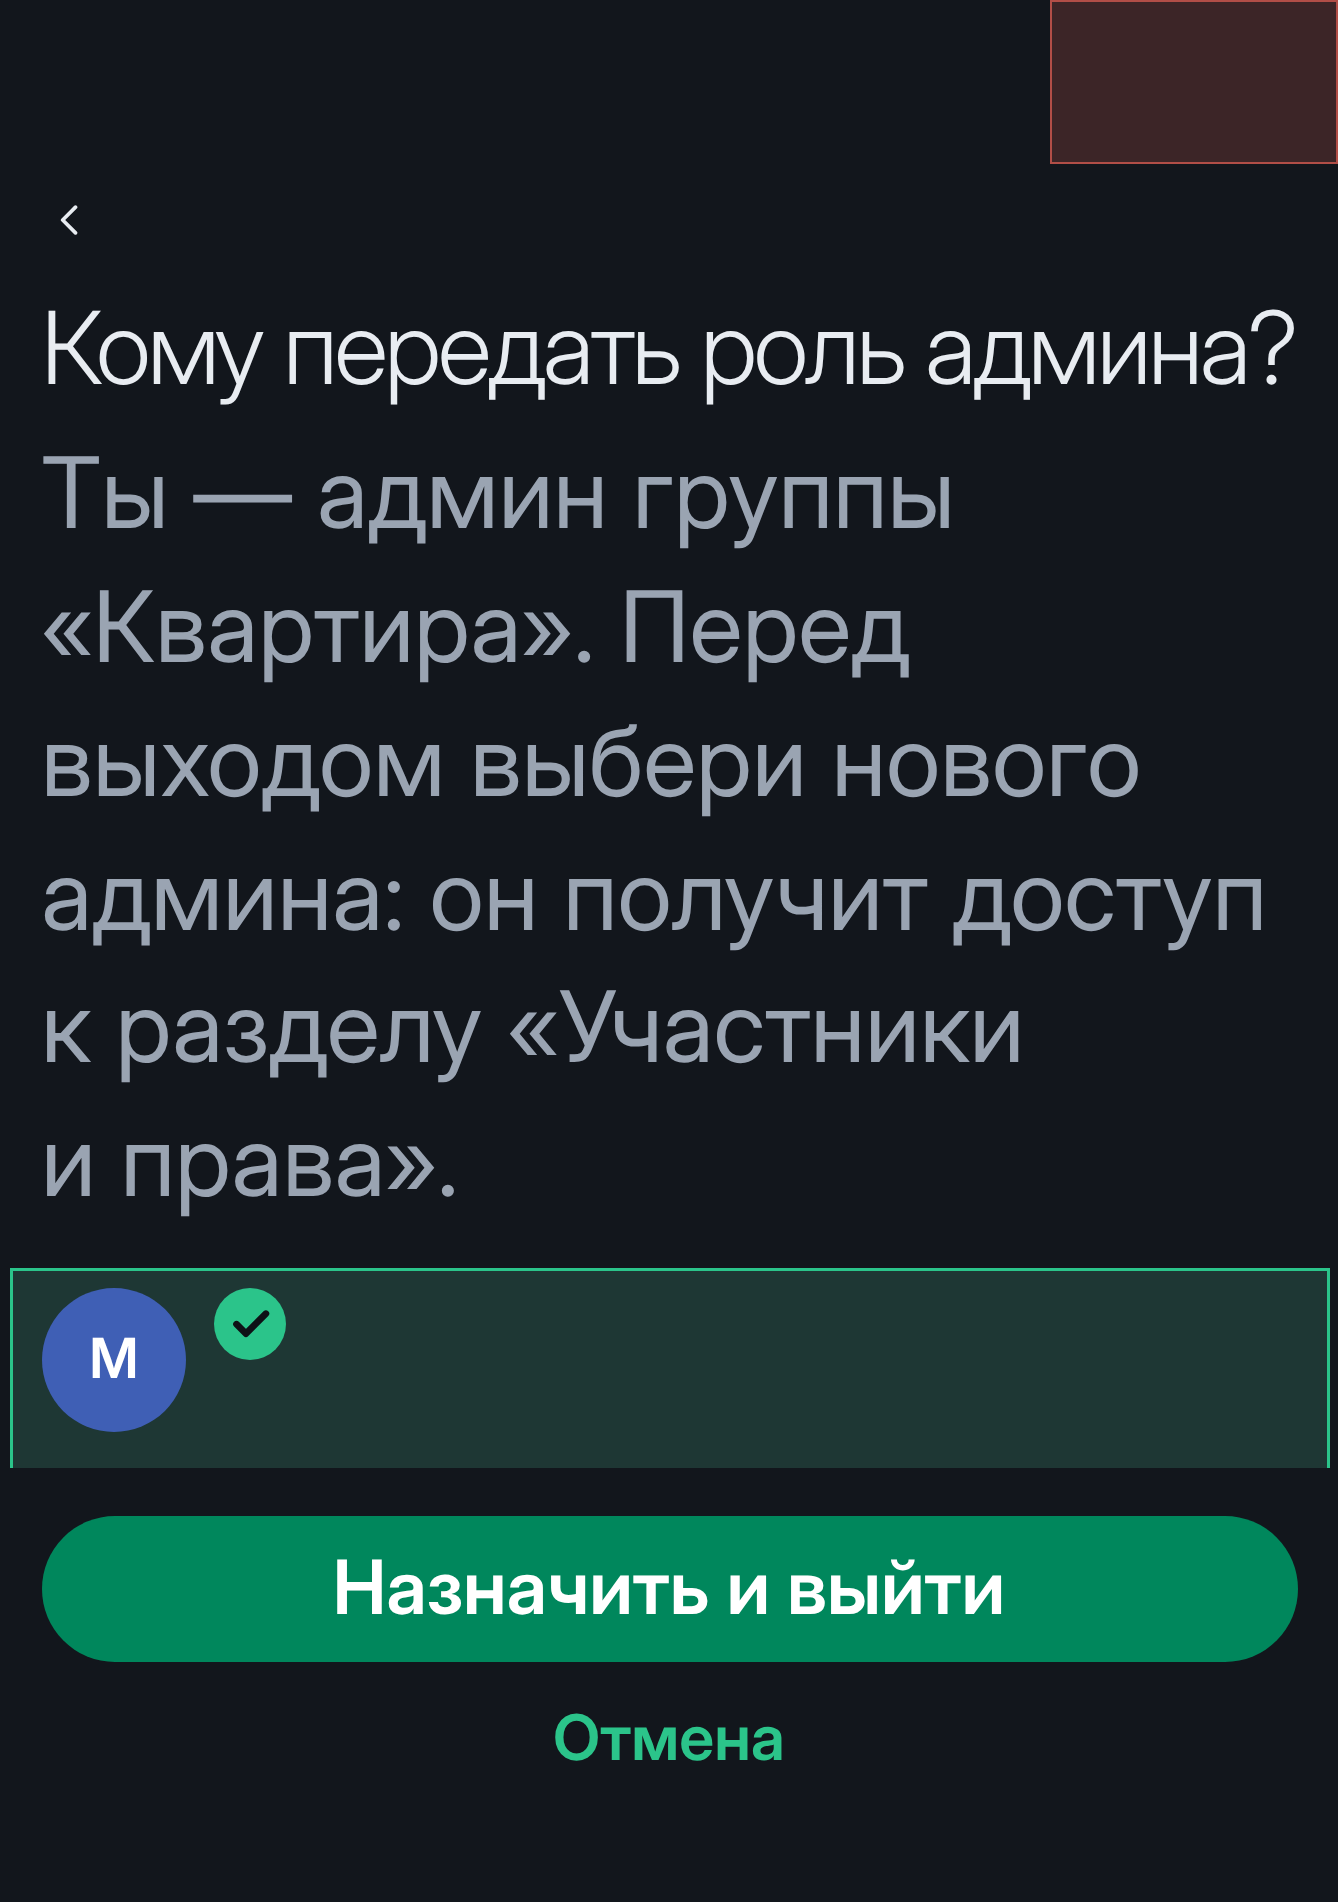 Кому передать роль админа?
Ты — админ группы
«Квартира». Перед
выходом выбери нового
админа: он получит доступ
к разделу «Участники
и права».
М
Назначить и выйти
Отмена